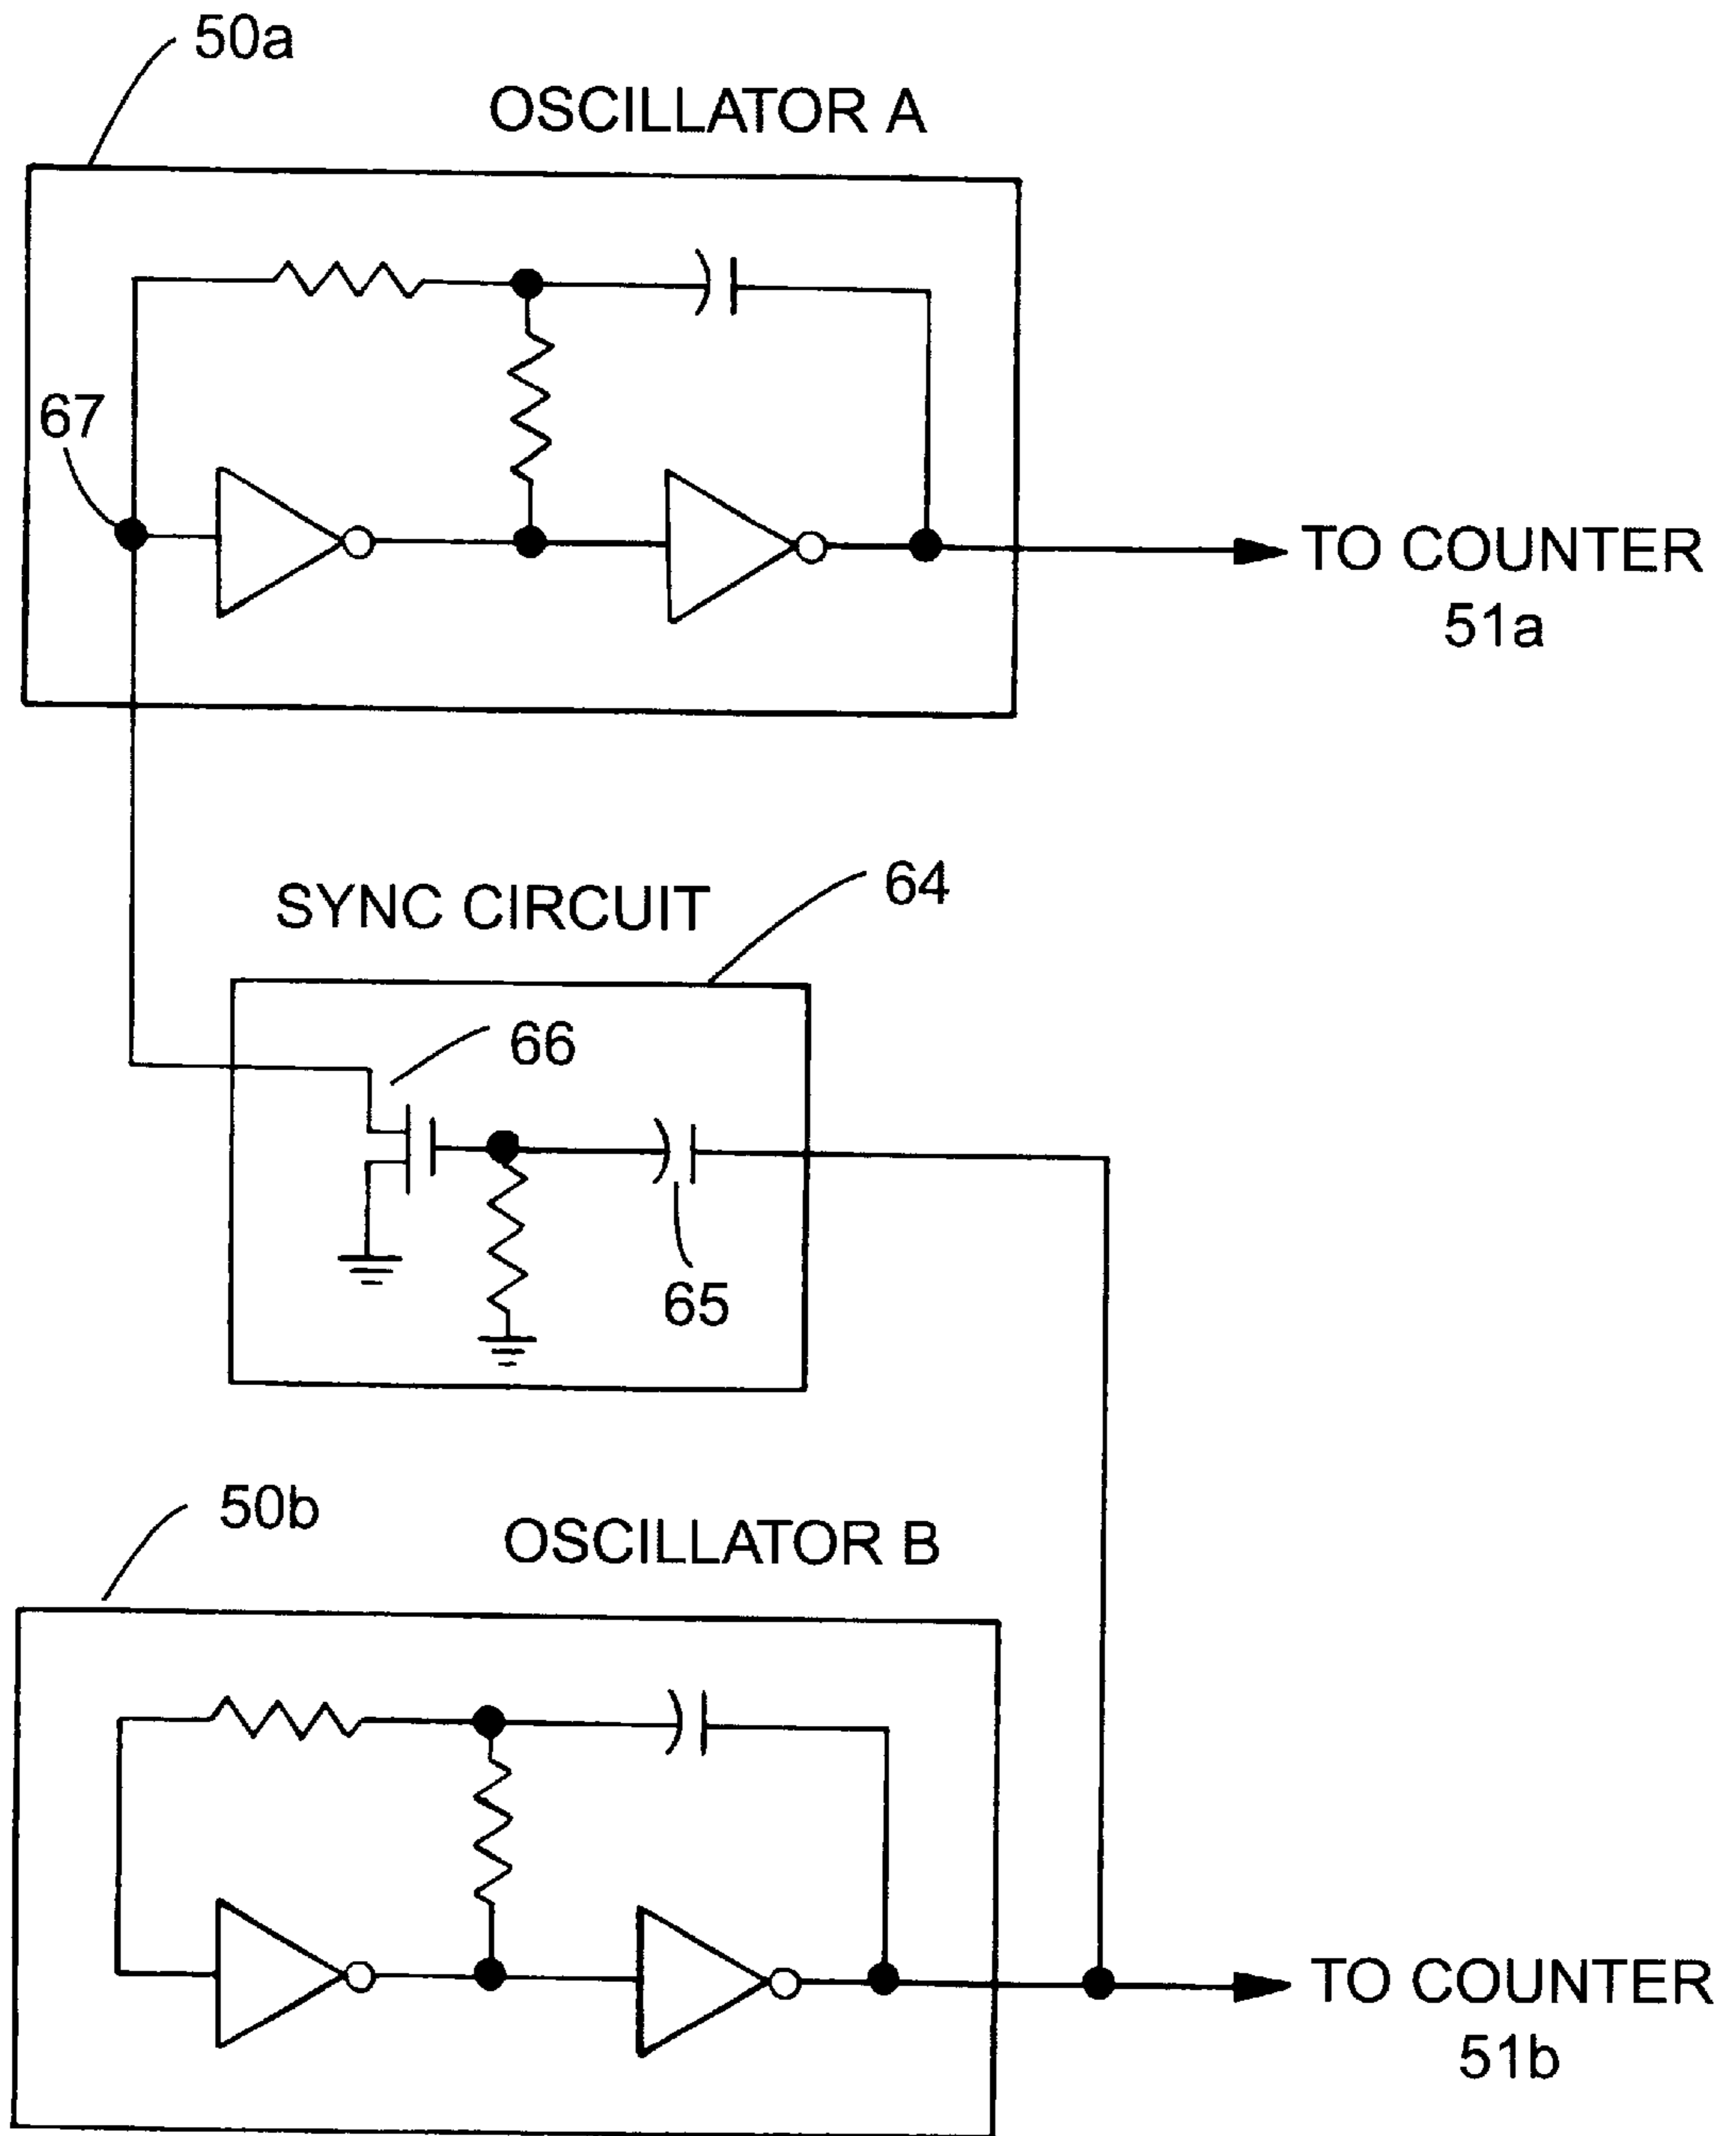 50a
OSCILLATOR A
67
TO COUNTER
51a
SYNC CIRCUIT
64
66
65
50b
OSCILLATOR B
TO COUNTER
51b